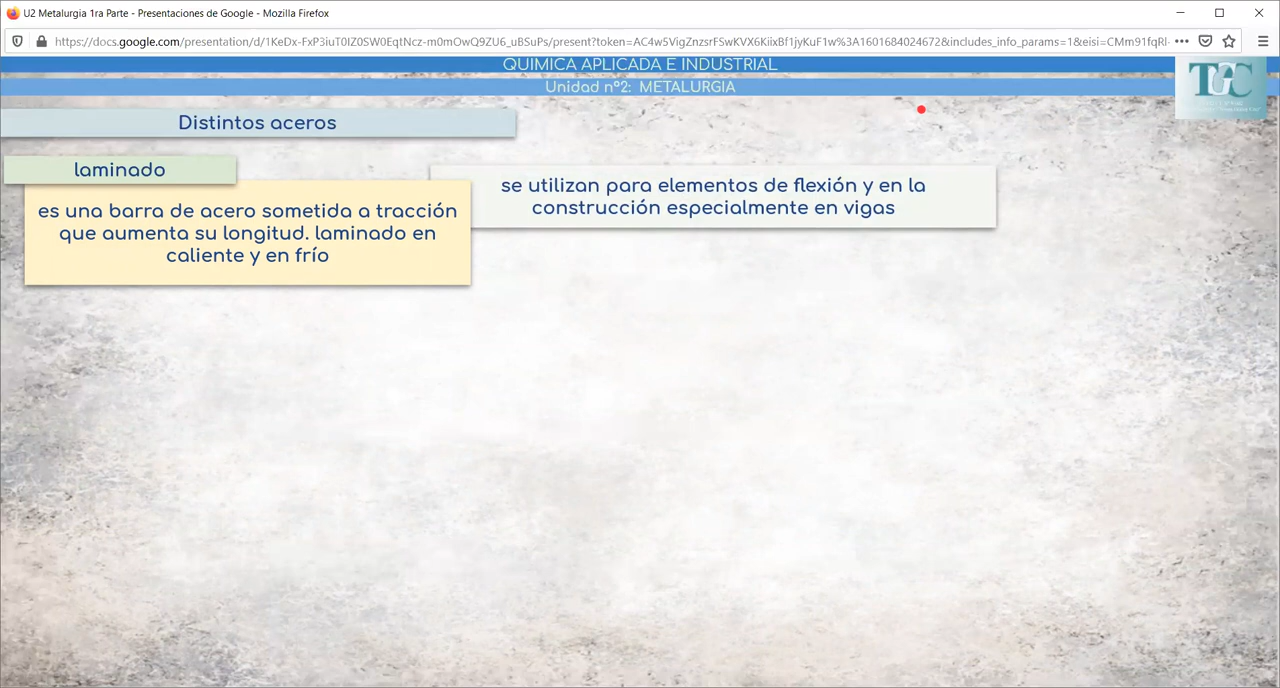 U2 Metalurgia 1ra Parte - Presentaciones de Google - Mozilla Firefox
https://docs.google.com/presentation/d/1KeDx-FxP3iuT0IZ0SW0EqtNcz-m0mOwQ9ZU6_uBSuPs/present?token=AC4w5VigZnzsrFSwKVX6KiixBf1jyKuF1w%3A1601684024672&includes_info_params=1&eisi=CMm91fqRl-
QUIMICA APLICADA E INDUSTRIAL
Unidad nº2: METALURGIA
TGC
Distintos aceros
laminado
se utilizan para elementos de flexión y en la
construcción especialmente en vigas
es una barra de acero sometida a tracción
que aumenta su longitud. laminado en
caliente y en frío